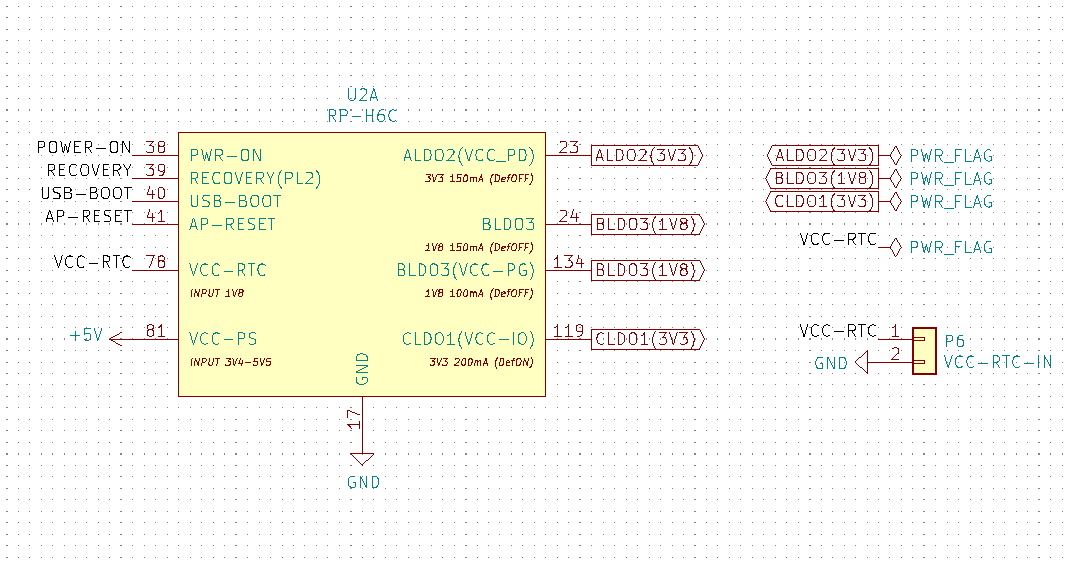 U2A
RP-H6C
POWER-ON 38 PWR-ON
RECOVERY 39 RECOVERY(PL2)
USB-BOOT 40 USB-BOOT
AP-RESET 41 AP-RESET
VCC-RTC 78 VCC-RTC
INPUT 1V8
+5V 81 VCC-PS
INPUT 3V4-5V5
ALDO2(VCC_PD) 23 ALDO2(3V3)
3V3 150mA (DefOFF)
BLDO3 24 BLDO3(1V8)
1V8 150mA (DefOFF)
BLDO3(VCC-PG) 134 BLDO3(1V8)
1V8 100mA (DefOFF)
CLDO1(VCC-IO) 119 CLDO1(3V3)
3V3 200mA (DefON)
GND
17
GND
ALDO2(3V3) PWR_FLAG
BLDO3(1V8) PWR_FLAG
CLDO1(3V3) PWR_FLAG
VCC-RTC PWR_FLAG
VCC-RTC 1 P6
GND 2 VCC-RTC-IN